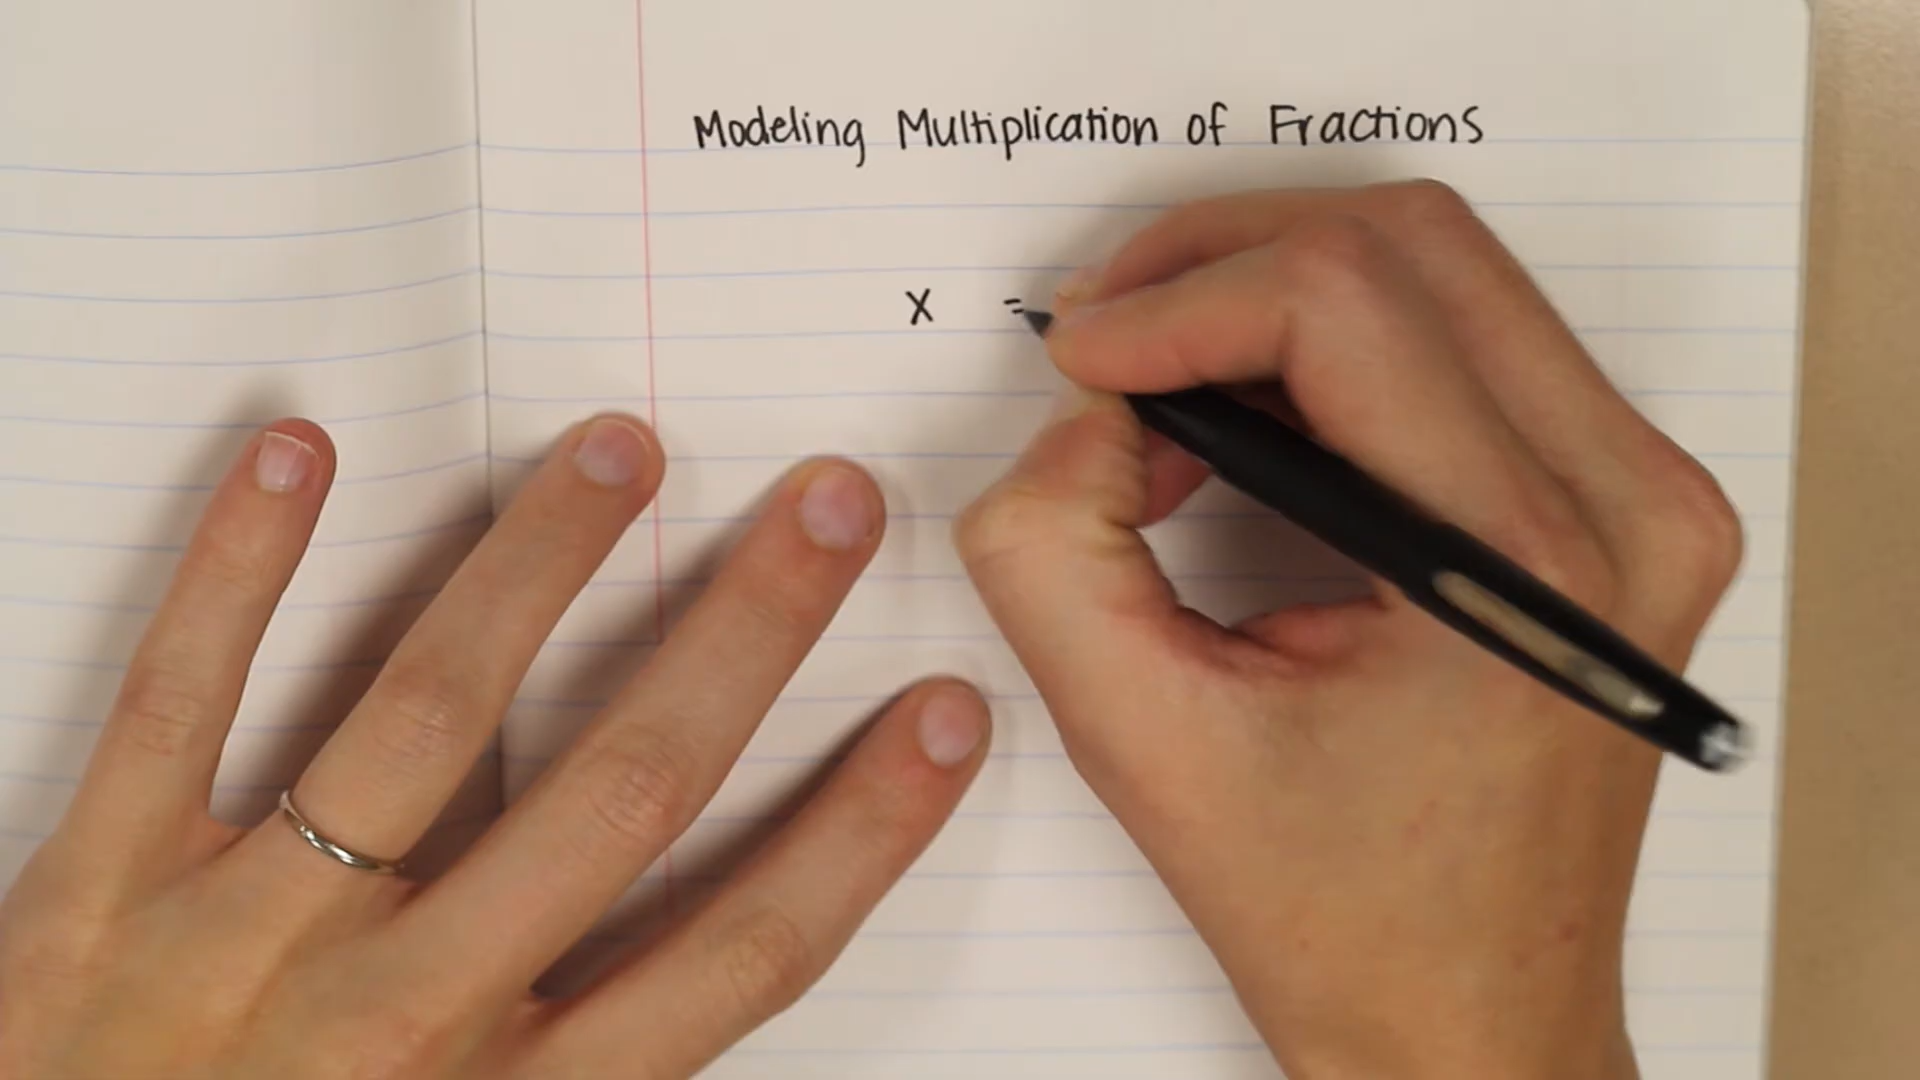 Modeling Multiplication of Fractions
x =